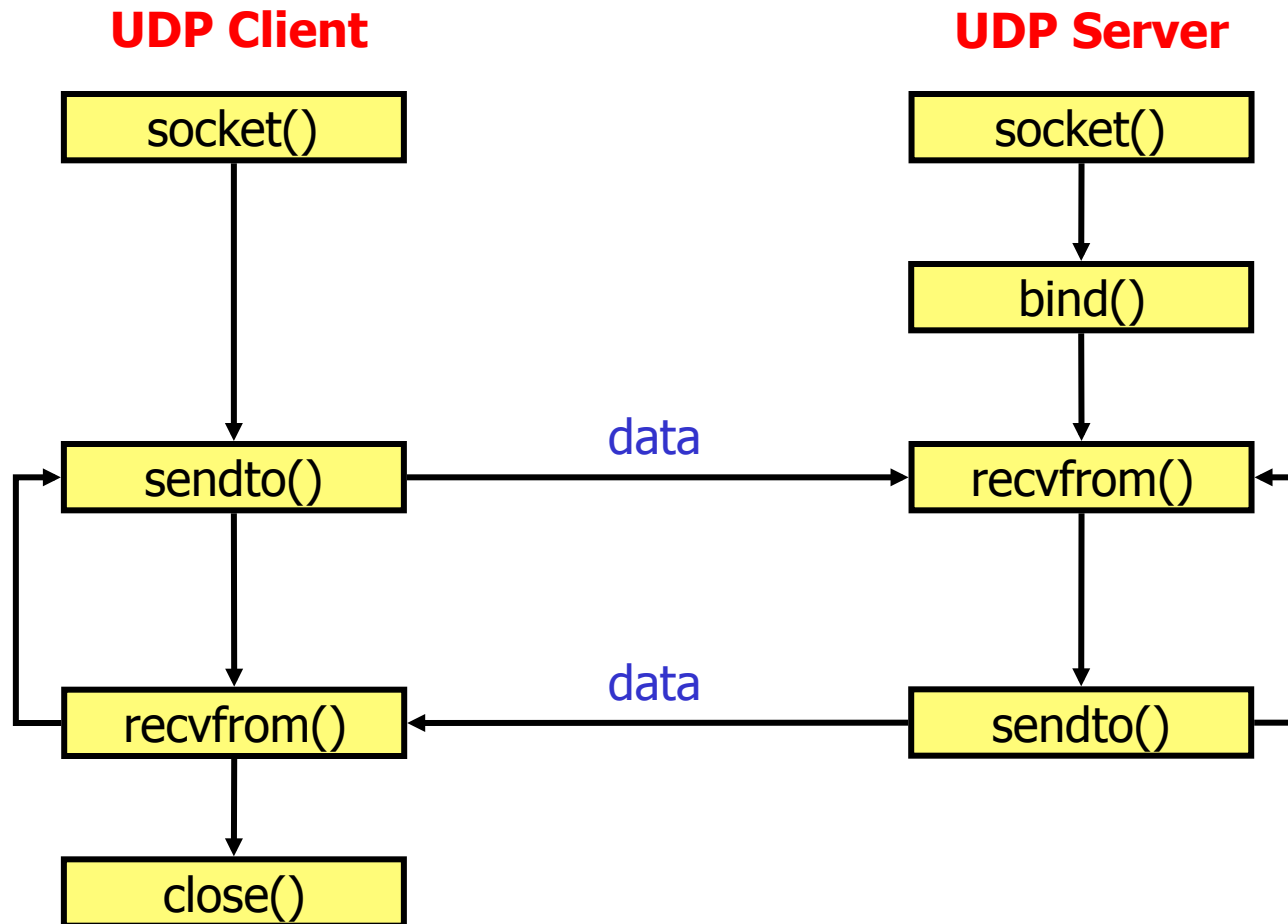 UDP Client
UDP Server
socket()
socket()
bind()
data
sendto()
recvfrom()
data
recvfrom()
sendto()
close()